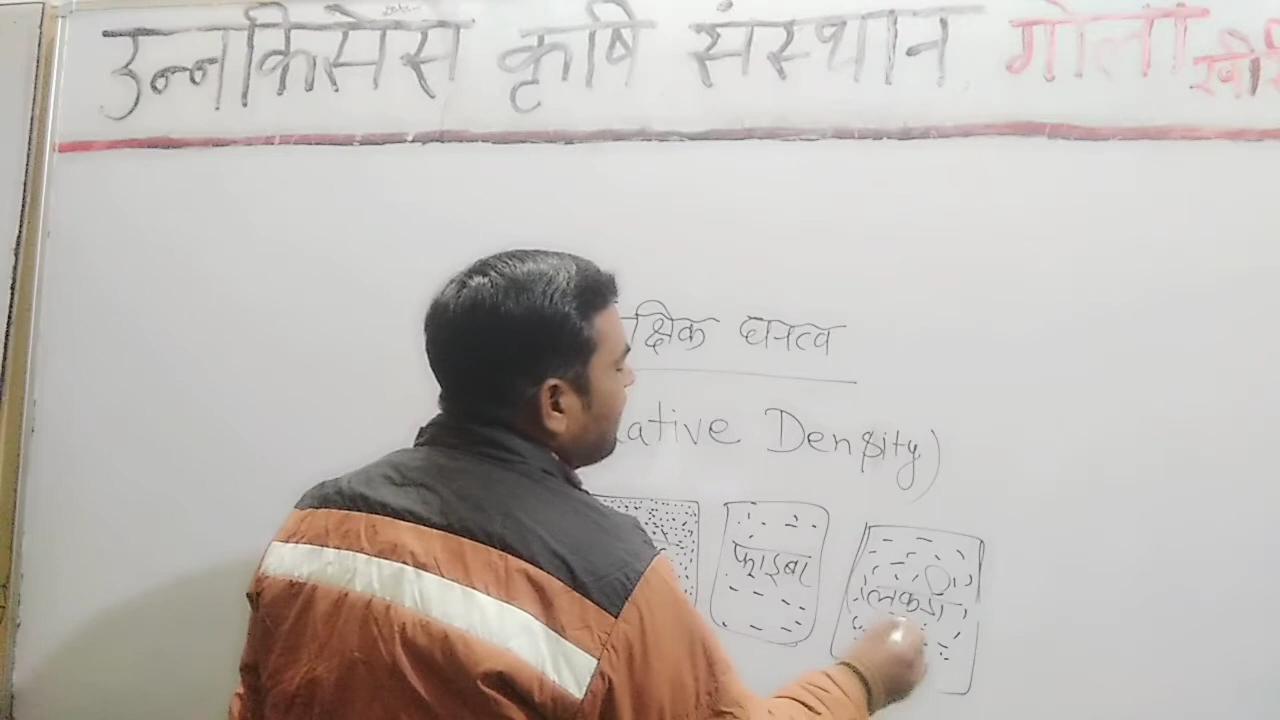 उन्नकिसेस कृषि संस्थान गोला
क्षिक घनत्व
ative Density)
फाइबर लकड़ी